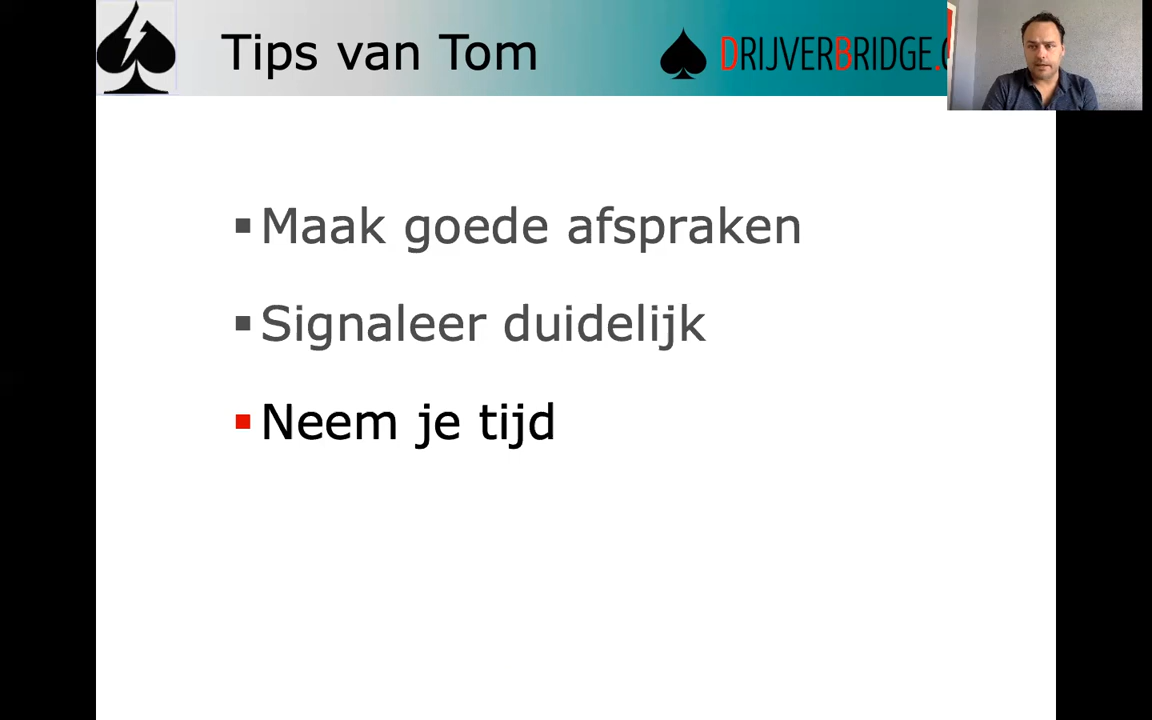 Tips van Tom
DRIJVERBRIDGE.
Maak goede afspraken
Signaleer duidelijk
Neem je tijd